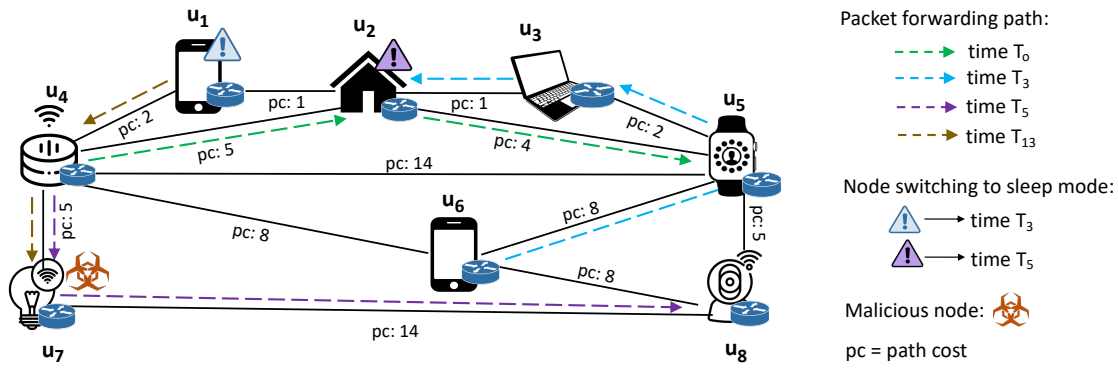 u1
u2
u3
Packet forwarding path:
time T0
time T3
time T5
time T13
u4
pc: 1
pc: 1
u5
pc: 2
pc: 2
pc: 5
pc: 4
pc: 14
Node switching to sleep mode:
time T3
time T5
u6
pc: 5
pc: 8
pc: 8
pc: 5
pc: 8
Malicious node:
pc: 14
u7
u8
pc = path cost